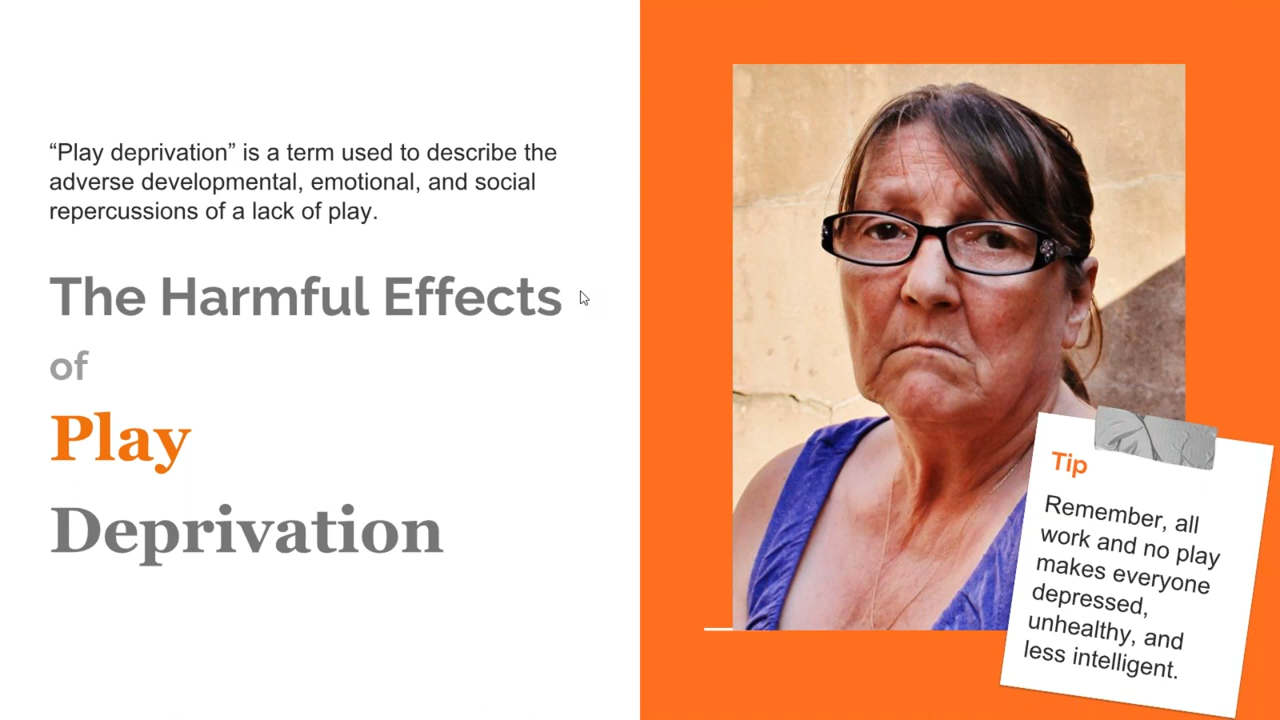 “Play deprivation” is a term used to describe the
adverse developmental, emotional, and social
repercussions of a lack of play.
The Harmful Effects
of
Play
Deprivation
Tip
Remember, all
work and no play
makes everyone
depressed,
unhealthy, and
less intelligent.